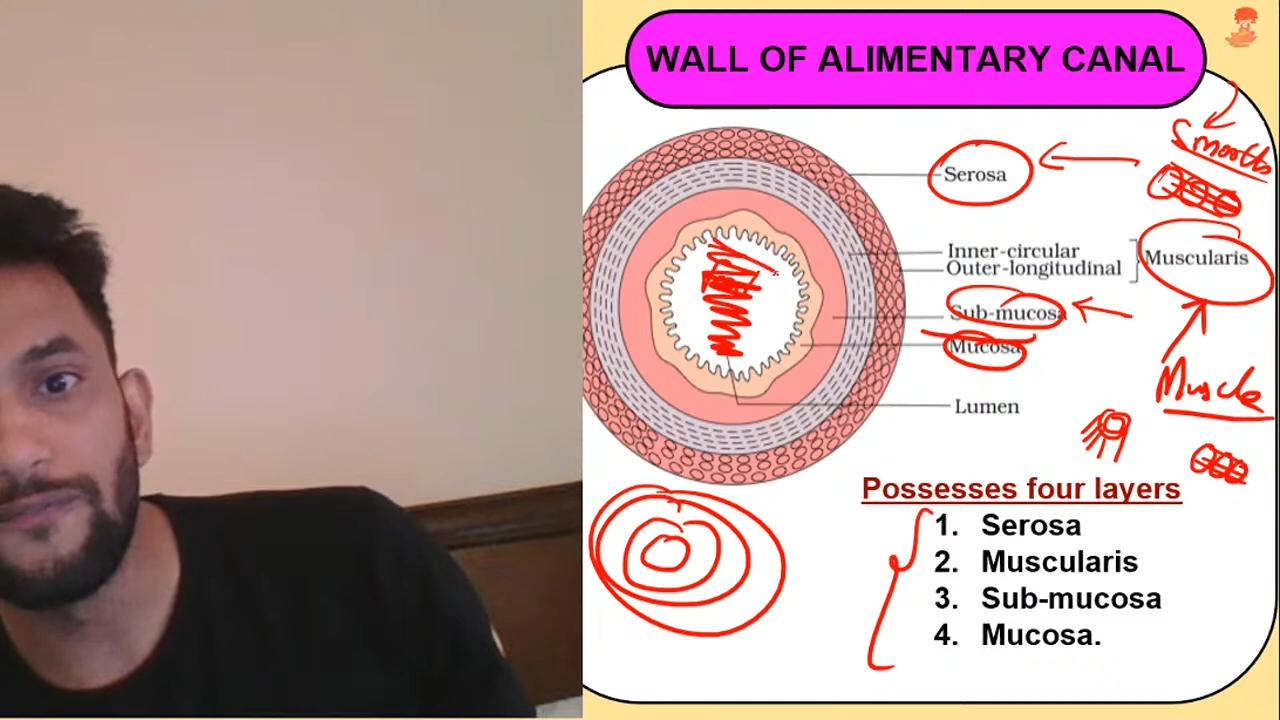 WALL OF ALIMENTARY CANAL
Smooth
Serosa
Inner-circular
Outer-longitudinal
Muscularis
Sub-mucosa
Mucosa
Muscle
Lumen
Possesses four layers
1. Serosa
2. Muscularis
3. Sub-mucosa
4. Mucosa.